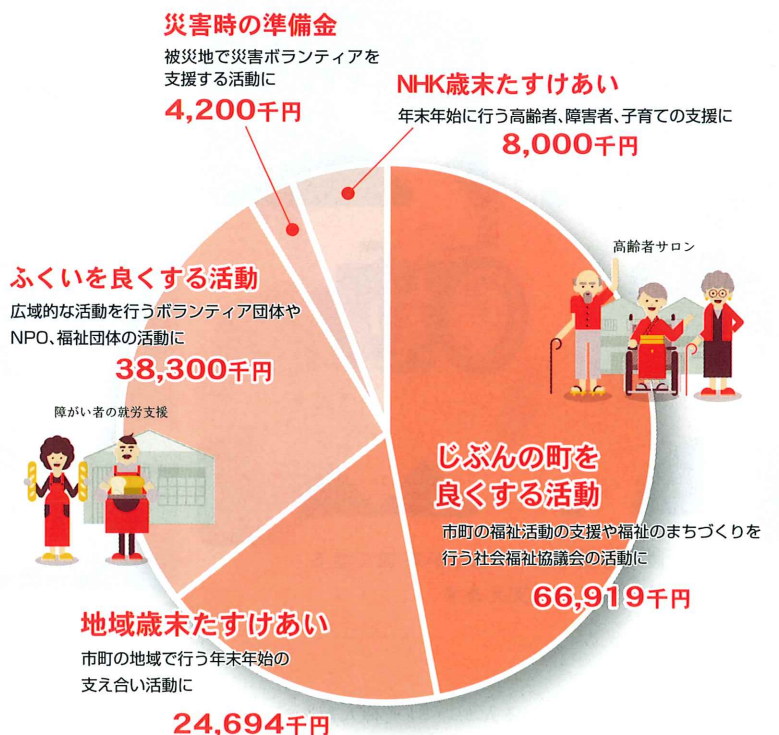 災害時の準備金
被災地で災害ボランティアを
支援する活動に
4,200千円
NHK歳末たすけあい
年末年始に行う高齢者、障害者、子育ての支援に
8,000千円
高齢者サロン
ふくいを良くする活動
広域的な活動を行うボランティア団体や
NPO、福祉団体の活動に
38,300千円
障がい者の就労支援
じぶんの町を
良くする活動
市町の福祉活動の支援や福祉のまちづくりを
行う社会福祉協議会の活動に
66,919千円
地域歳末たすけあい
市町の地域で行う年末年始の
支え合い活動に
24,694千円